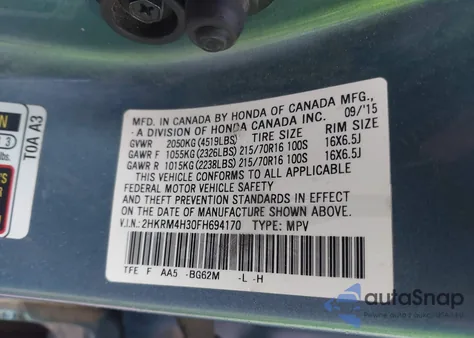 MFD. IN CANADA BY HONDA OF CANADA MFG.,
-A DIVISION OF HONDA CANADA INC. 09/'15
GVWR 2050KG (4519LBS) TIRE SIZE RIM SIZE
GAWR F 1055KG (2326LBS) 215/70R16 100S 16X6.5J
GAWR R 1015KG (2238LBS) 215/70R16 100S 16X6.5J
THIS VEHICLE CONFORMS TO ALL APPLICABLE
FEDERAL MOTOR VEHICLE SAFETY
AND THEFT PREVENTION STANDARDS IN EFFECT
ON THE DATE OF MANUFACTURE SHOWN ABOVE.
V.I.N.: 2HKRM4H30FH694170 TYPE: MPV
TFE F AA5 -BG62M -L -H
T0A A3
autoSnap